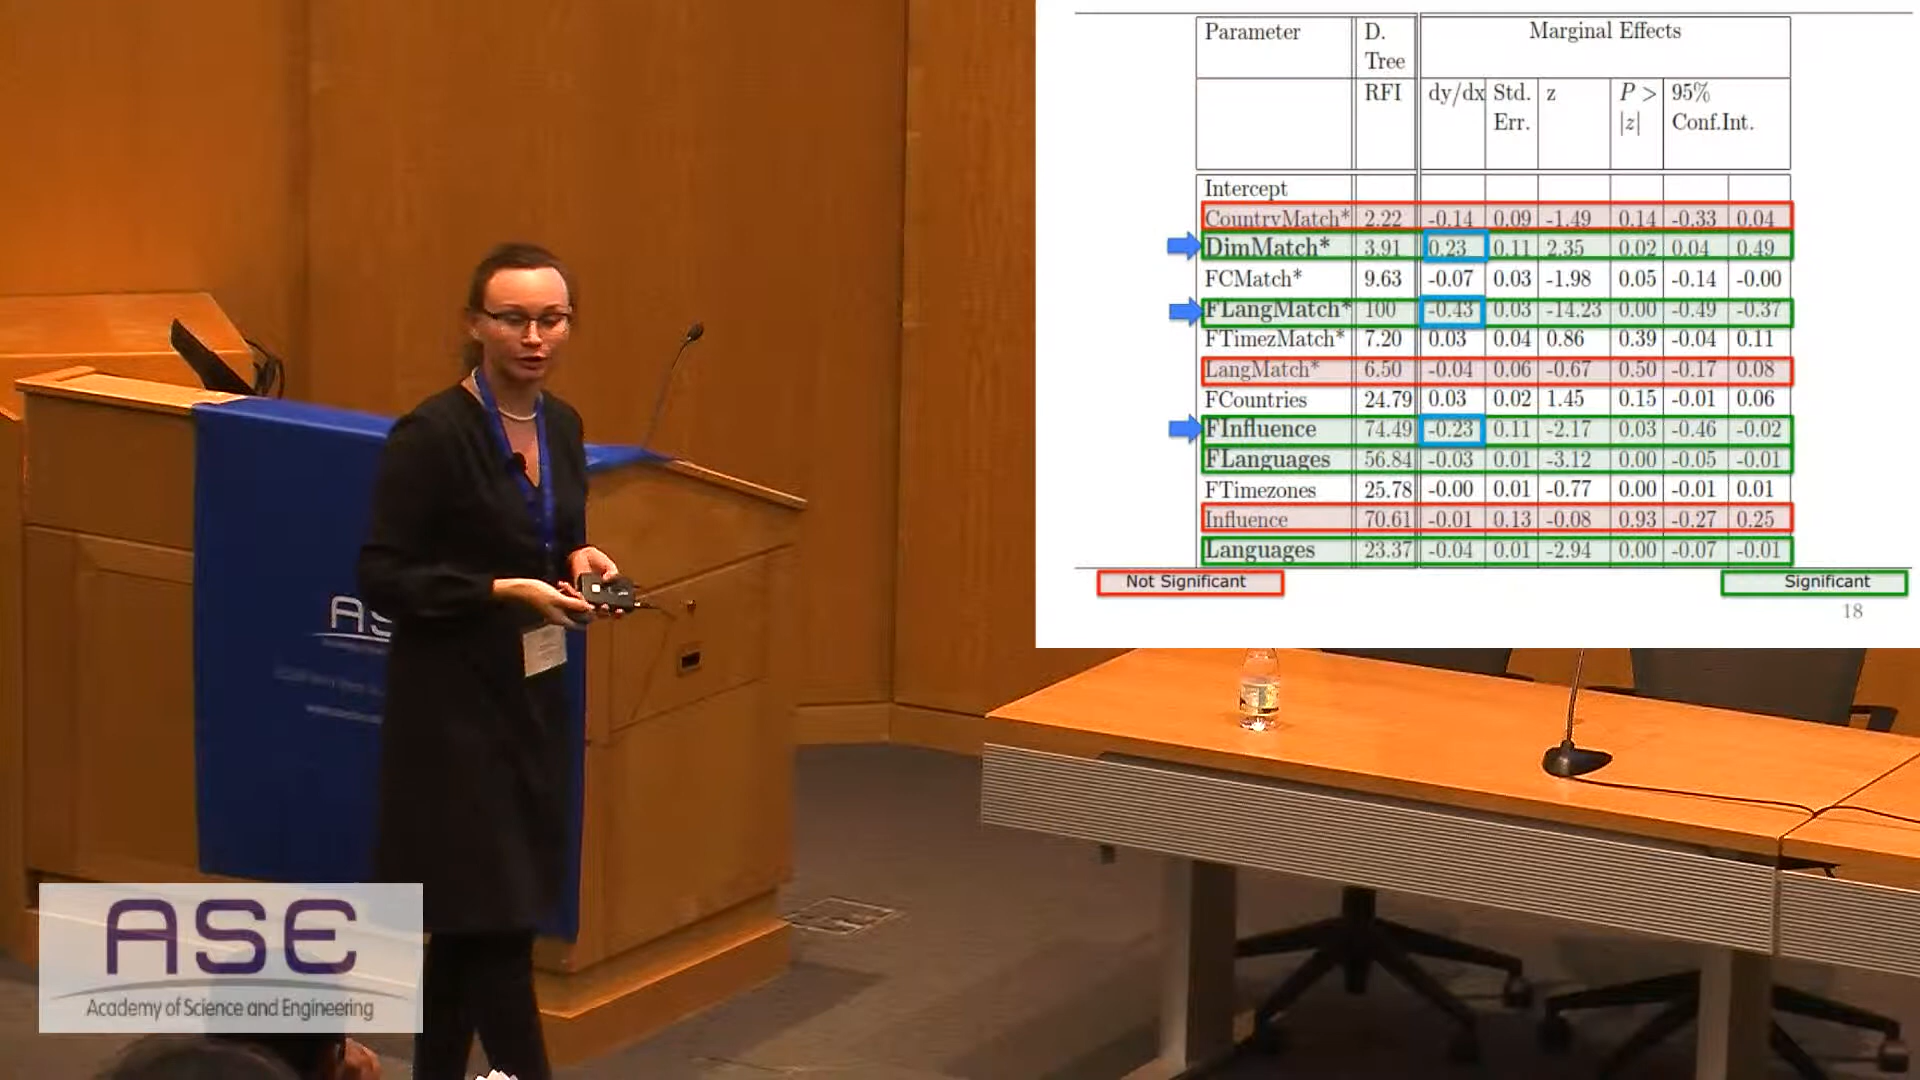 Parameter D. Tree Marginal Effects
RFI dy/dx Std. Err. z P > |z| 95% Conf.Int.
Intercept
CountryMatch* 2.22 -0.14 0.09 -1.49 0.14 -0.33 0.04
DimMatch* 3.91 0.23 0.11 2.35 0.02 0.04 0.49
FCMatch* 9.63 -0.07 0.03 -1.98 0.05 -0.14 -0.00
FLangMatch* 100 -0.43 0.03 -14.23 0.00 -0.49 -0.37
FTimezMatch* 7.20 0.03 0.04 0.86 0.39 -0.04 0.11
LangMatch* 6.50 -0.04 0.06 -0.67 0.50 -0.17 0.08
FCountries 24.79 0.03 0.02 1.45 0.15 -0.01 0.06
FInfluence 74.49 -0.23 0.11 -2.17 0.03 -0.46 -0.02
FLanguages 56.84 -0.03 0.01 -3.12 0.00 -0.05 -0.01
FTimezones 25.78 -0.00 0.01 -0.77 0.00 -0.01 0.01
Influence 70.61 -0.01 0.13 -0.08 0.93 -0.27 0.25
Languages 23.37 -0.04 0.01 -2.94 0.00 -0.07 -0.01
Not Significant Significant
18
ASE
Academy of Science and Engineering